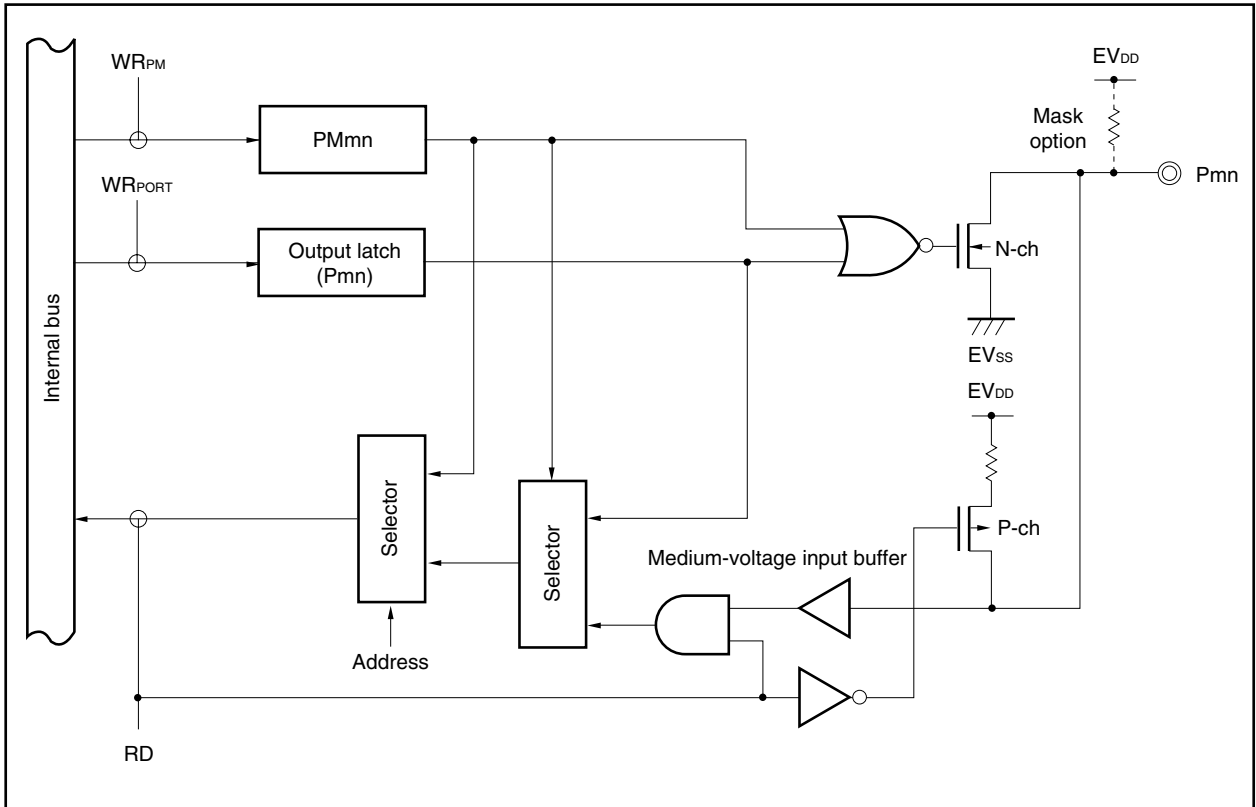 WRPM
EVDD
Mask
option
PMmn
Pmn
WRPORT
Output latch
(Pmn)
N-ch
Internal bus
EVSS
EVDD
Selector
Selector
P-ch
Medium-voltage input buffer
Address
RD